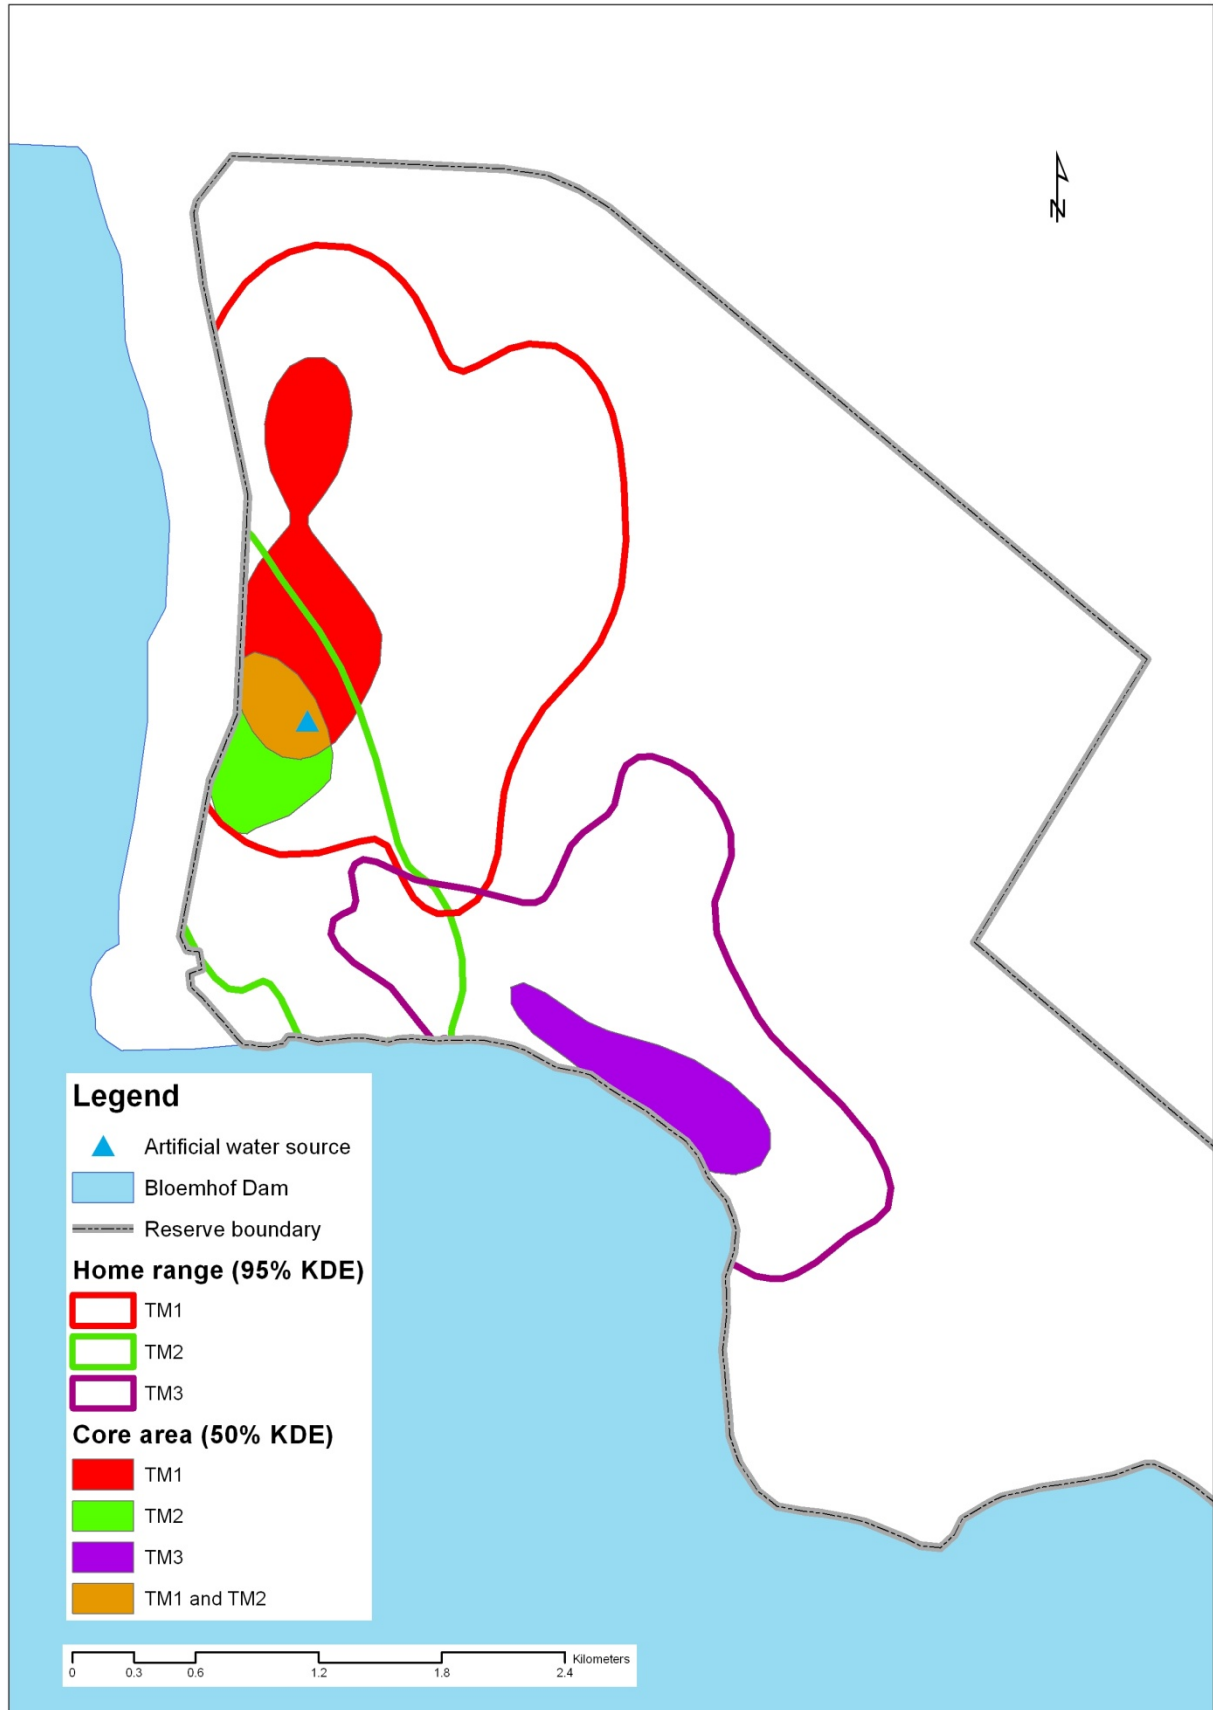 N
Legend
Artificial water source
Bloemhof Dam
Reserve boundary
Home range (95% KDE)
TM1
TM2
TM3
Core area (50% KDE)
TM1
TM2
TM3
TM1 and TM2
Kilometers
0 0.3 0.6 1.2 1.8 2.4